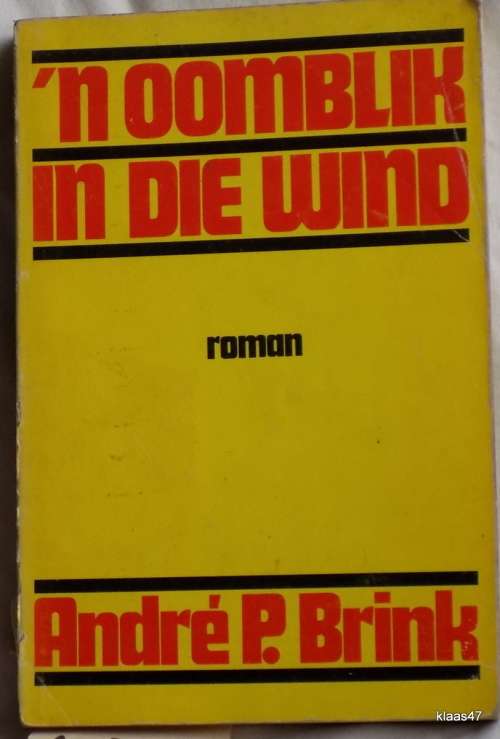 'n oomblik
in die wind
roman
André P. Brink
klaas47